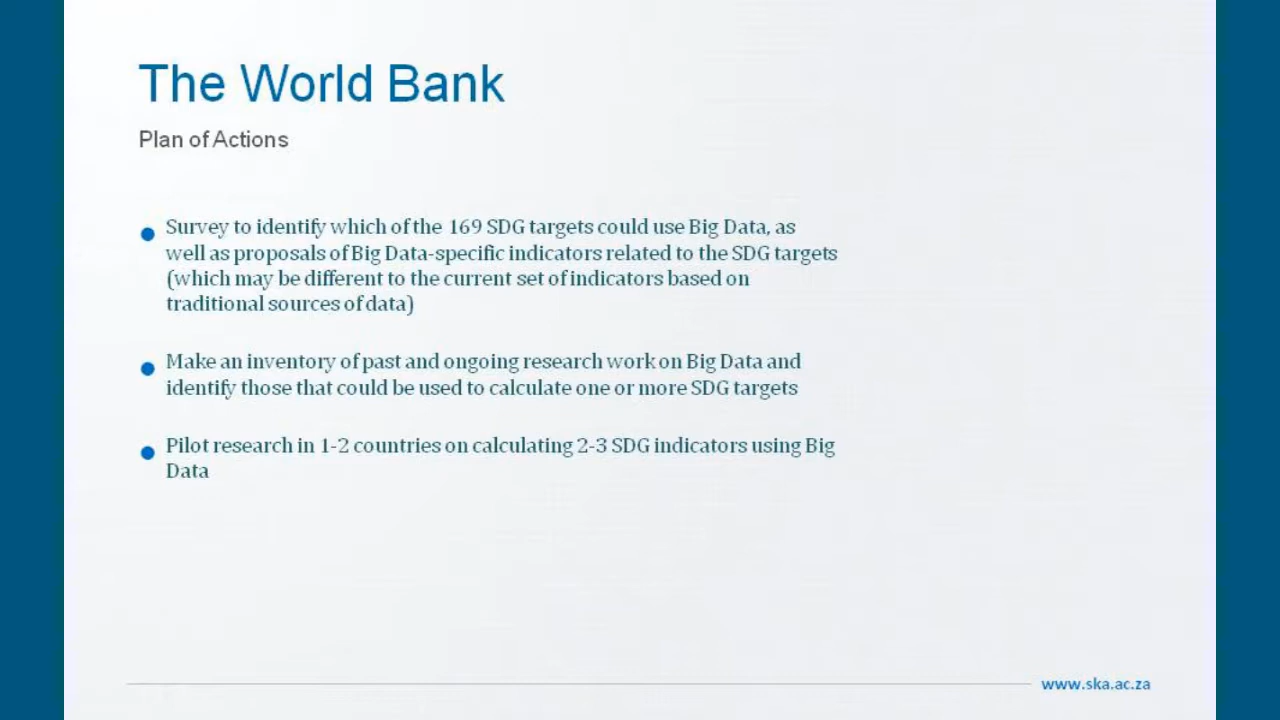 The World Bank
Plan of Actions
Survey to identify which of the 169 SDG targets could use Big Data, as
well as proposals of Big Data-specific indicators related to the SDG targets
(which may be different to the current set of indicators based on
traditional sources of data)
Make an inventory of past and ongoing research work on Big Data and
identify those that could be used to calculate one or more SDG targets
Pilot research in 1-2 countries on calculating 2-3 SDG indicators using Big
Data
www.ska.ac.za